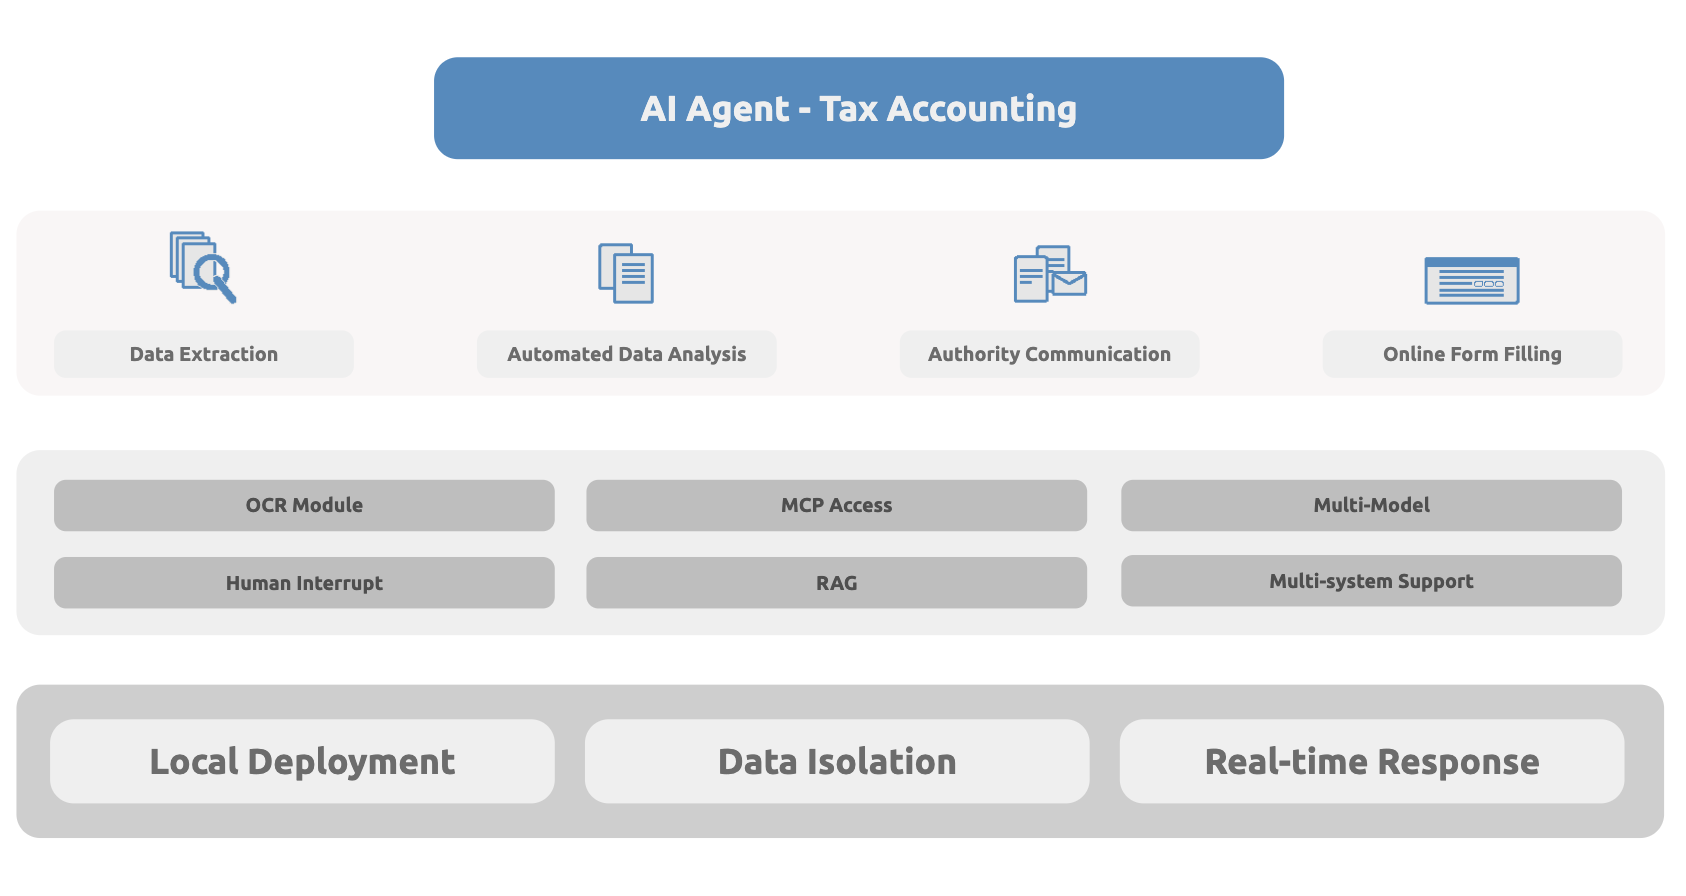 AI Agent - Tax Accounting
Data Extraction
Automated Data Analysis
Authority Communication
Online Form Filling
OCR Module
MCP Access
Multi-Model
Human Interrupt
RAG
Multi-system Support
Local Deployment
Data Isolation
Real-time Response